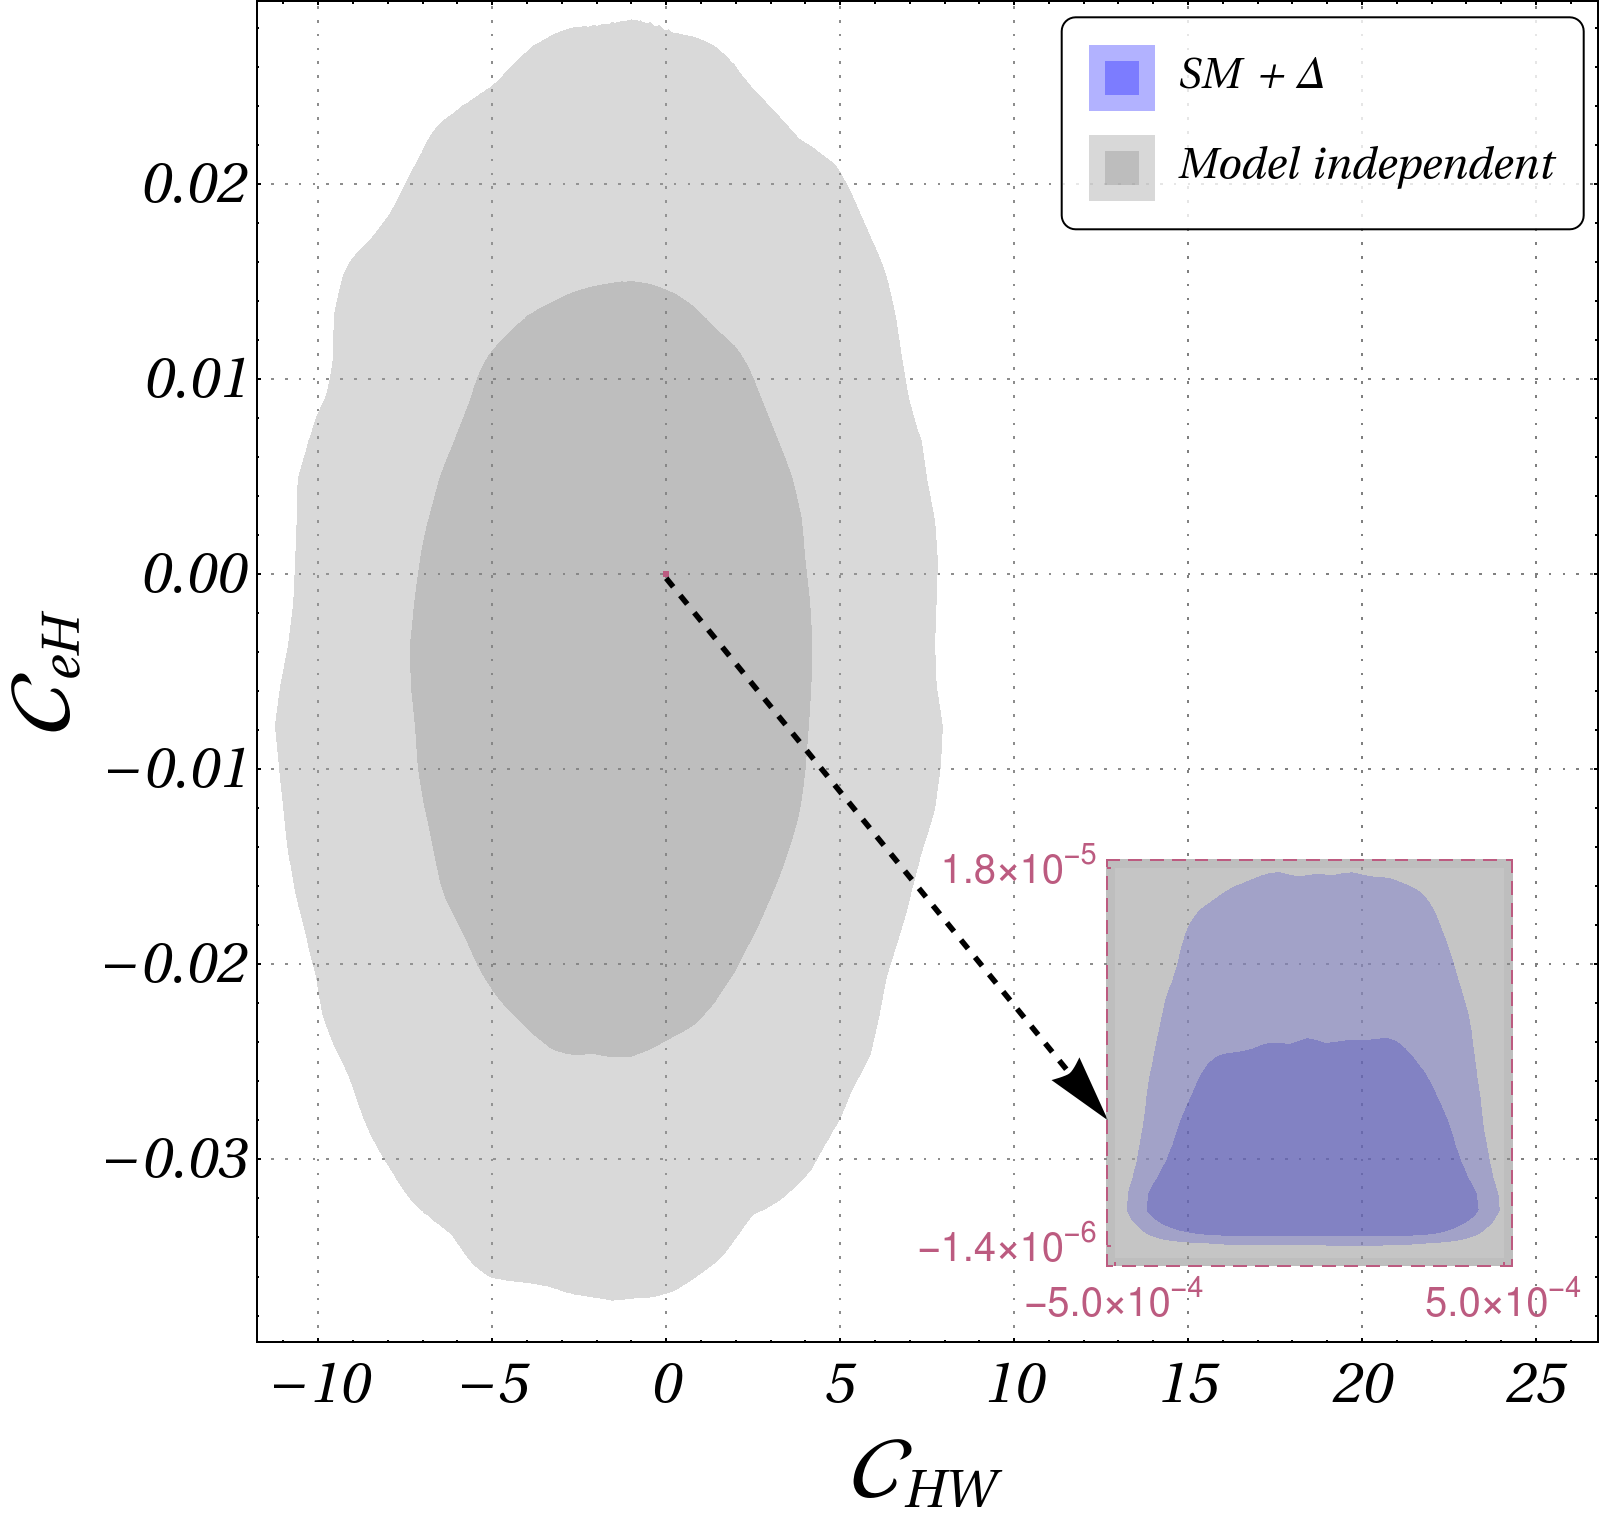 SM + Δ
Model independent
0.02
0.01
0.00
−0.01
−0.02
−0.03
C_eH
1.8×10⁻⁵
−1.4×10⁻⁶
−5.0×10⁻⁴ 5.0×10⁻⁴
−10 −5 0 5 10 15 20 25
C_HW